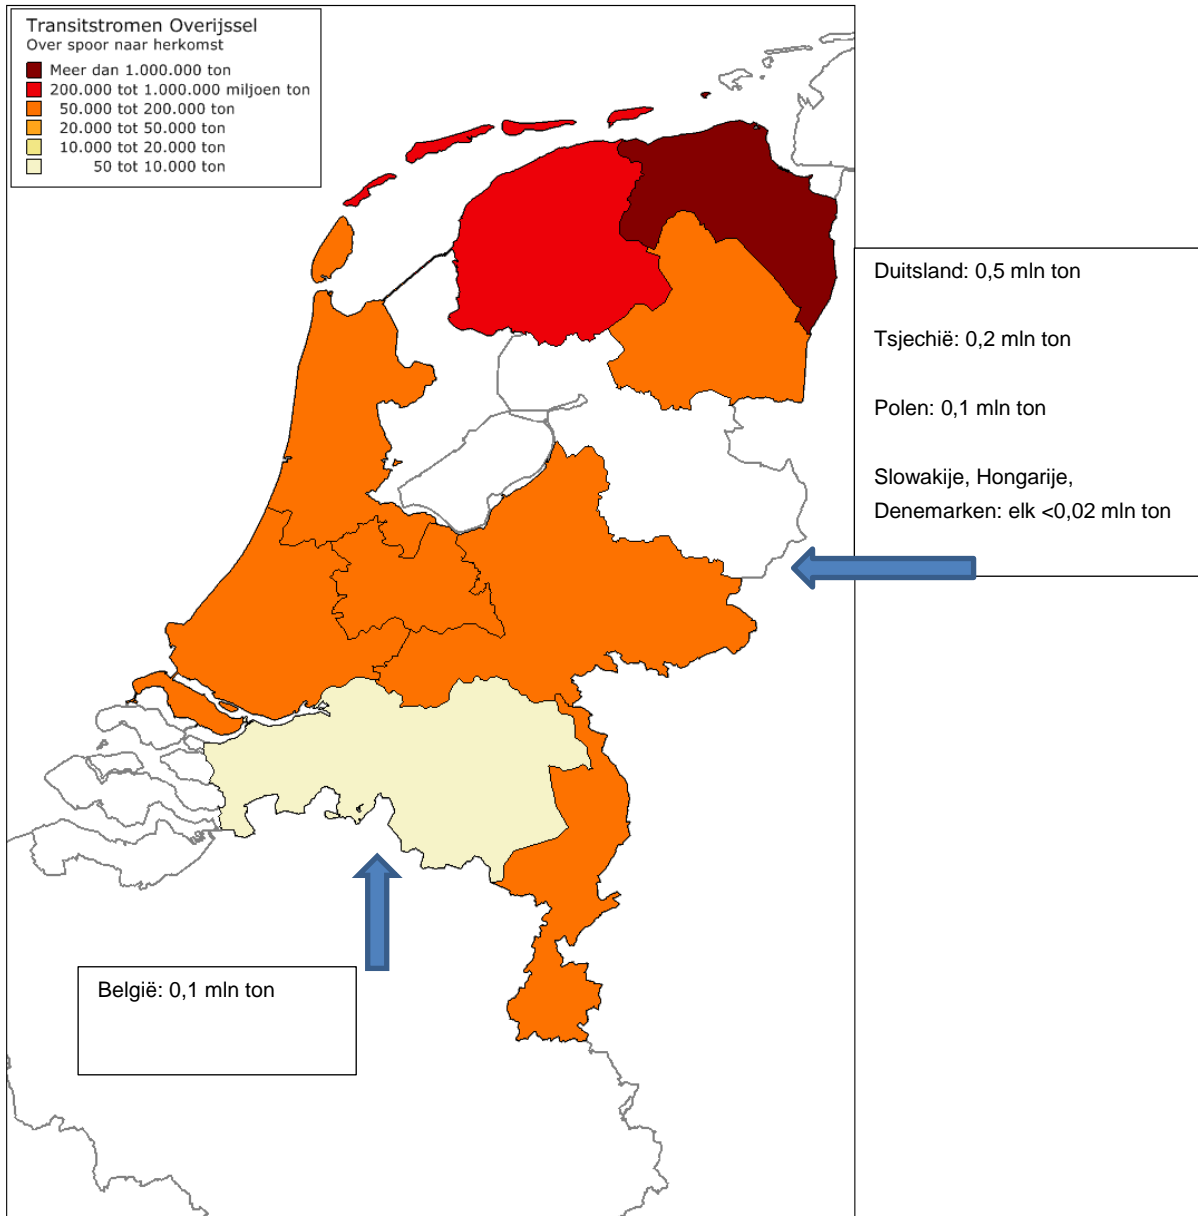 Transitstromen Overijssel
Over spoor naar herkomst
Meer dan 1.000.000 ton
200.000 tot 1.000.000 miljoen ton
50.000 tot 200.000 ton
20.000 tot 50.000 ton
10.000 tot 20.000 ton
50 tot 10.000 ton
Duitsland: 0,5 mln ton
Tsjechië: 0,2 mln ton
Polen: 0,1 mln ton
Slowakije, Hongarije,
Denemarken: elk <0,02 mln ton
België: 0,1 mln ton